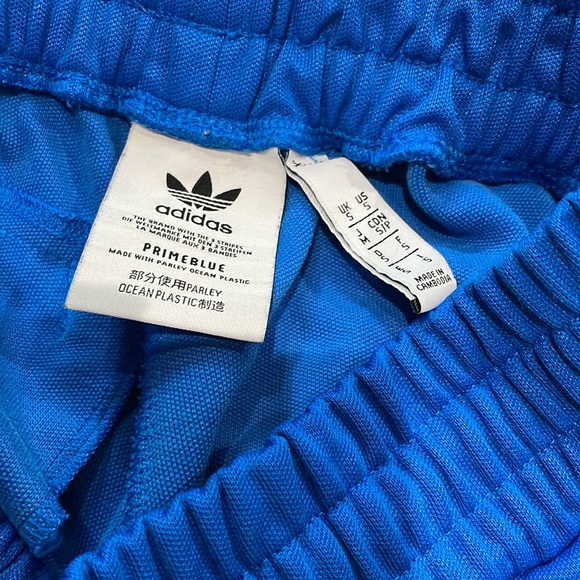 adidas
THE BRAND WITH THE 3 STRIPES
DIE WELTMARKE MIT DEN 3 STREIFEN
LA MARQUE AUX 3 BANDES
PRIMEBLUE
MADE WITH PARLEY OCEAN PLASTIC
部分使用PARLEY
OCEAN PLASTIC制造
US S
UK S
CDN S/P
J M
I S
F S
E S
D S
MADE IN
CAMBODIA